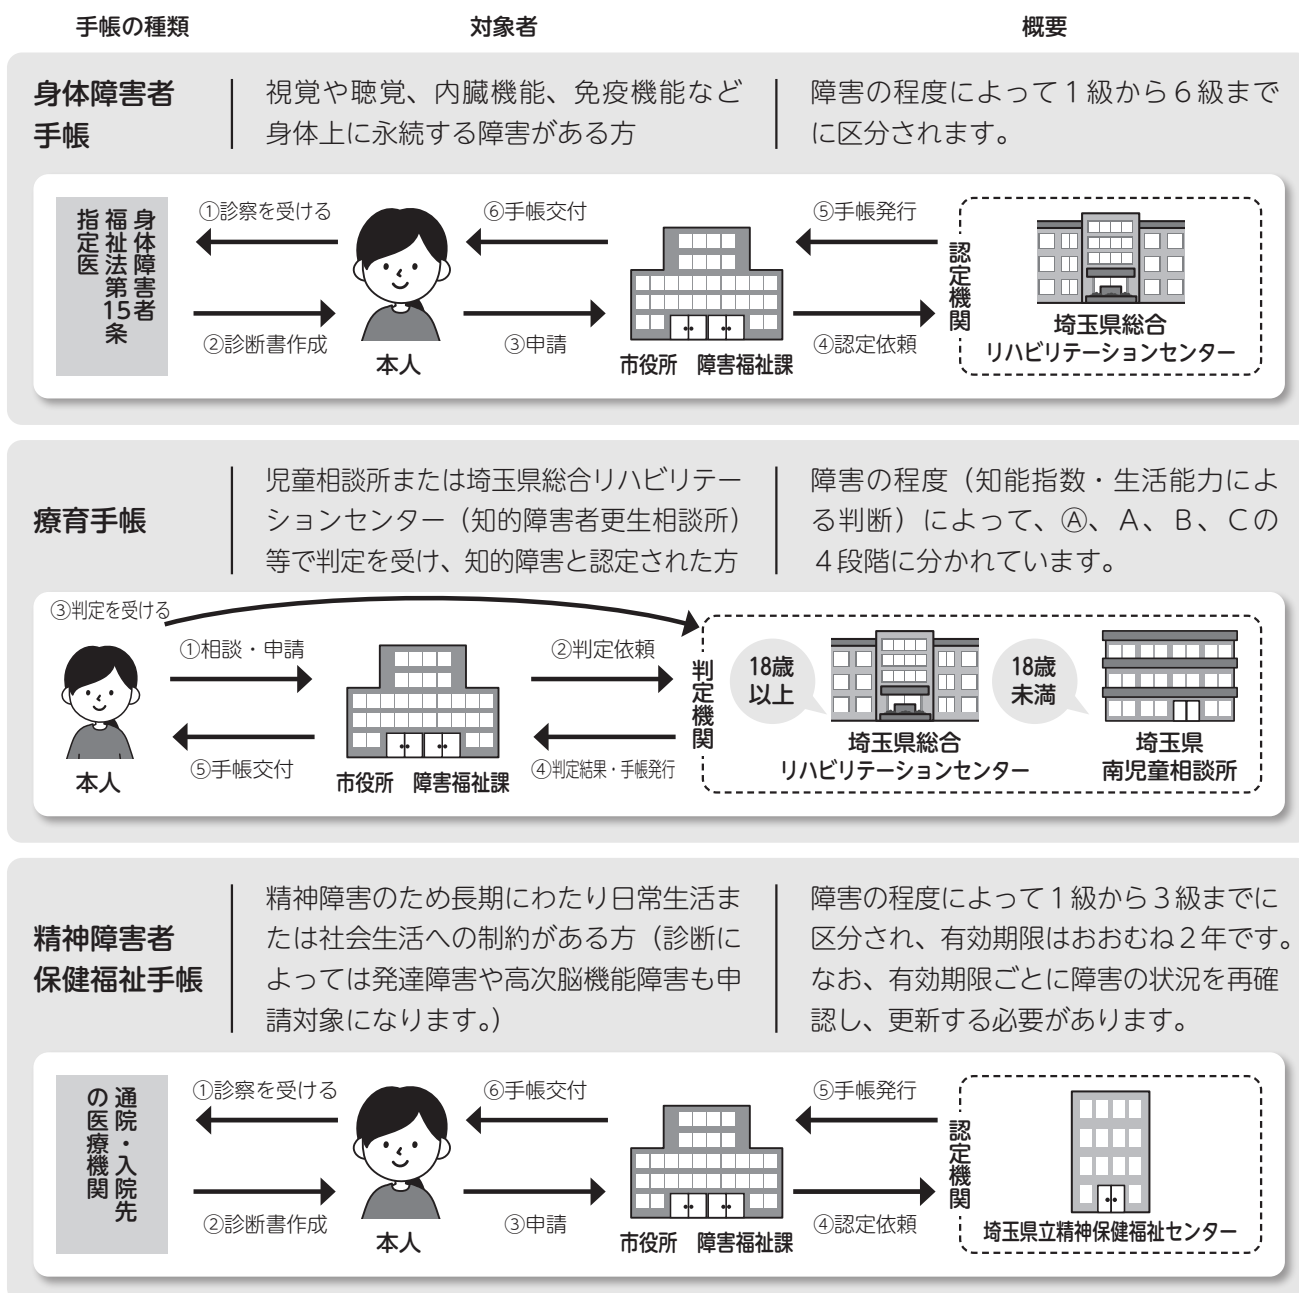 手帳の種類
対象者
概要
身体障害者
手帳
視覚や聴覚、内臓機能、免疫機能など
身体上に永続する障害がある方
障害の程度によって1級から6級まで
に区分されます。
身体障害者
福祉法第15条
指定医
①診察を受ける
②診断書作成
本人
⑥手帳交付
③申請
市役所 障害福祉課
⑤手帳発行
④認定依頼
認定機関
埼玉県総合
リハビリテーションセンター
療育手帳
児童相談所または埼玉県総合リハビリテー
ションセンター（知的障害者更生相談所）
等で判定を受け、知的障害と認定された方
障害の程度（知能指数・生活能力によ
る判断）によって、Ⓐ、A、B、Cの
4段階に分かれています。
③判定を受ける
本人
①相談・申請
⑤手帳交付
市役所 障害福祉課
②判定依頼
④判定結果・手帳発行
判定機関
18歳
以上
埼玉県総合
リハビリテーションセンター
18歳
未満
埼玉県
南児童相談所
精神障害者
保健福祉手帳
精神障害のため長期にわたり日常生活ま
たは社会生活への制約がある方（診断に
よっては発達障害や高次脳機能障害も申
請対象になります。）
障害の程度によって1級から3級までに
区分され、有効期限はおおむね2年です。
なお、有効期限ごとに障害の状況を再確
認し、更新する必要があります。
通院・入院先
の医療機関
①診察を受ける
②診断書作成
本人
⑥手帳交付
③申請
市役所 障害福祉課
⑤手帳発行
④認定依頼
認定機関
埼玉県立精神保健福祉センター